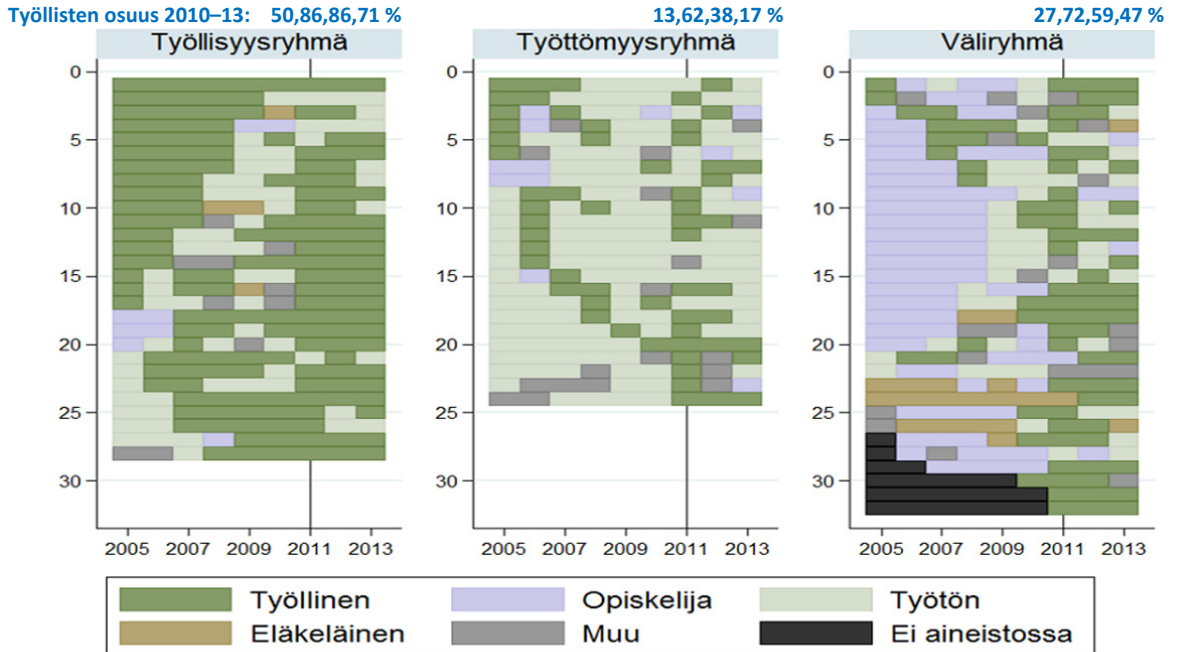 Työllisten osuus 2010–13: 50,86,86,71 % 13,62,38,17 % 27,72,59,47 %
Työllisyysryhmä Työttömyysryhmä Väliryhmä
0 0 0
5 5 5
10 10 10
15 15 15
20 20 20
25 25 25
30 30 30
2005 2007 2009 2011 2013 2005 2007 2009 2011 2013 2005 2007 2009 2011 2013
Työllinen Opiskelija Työtön
Eläkeläinen Muu Ei aineistossa